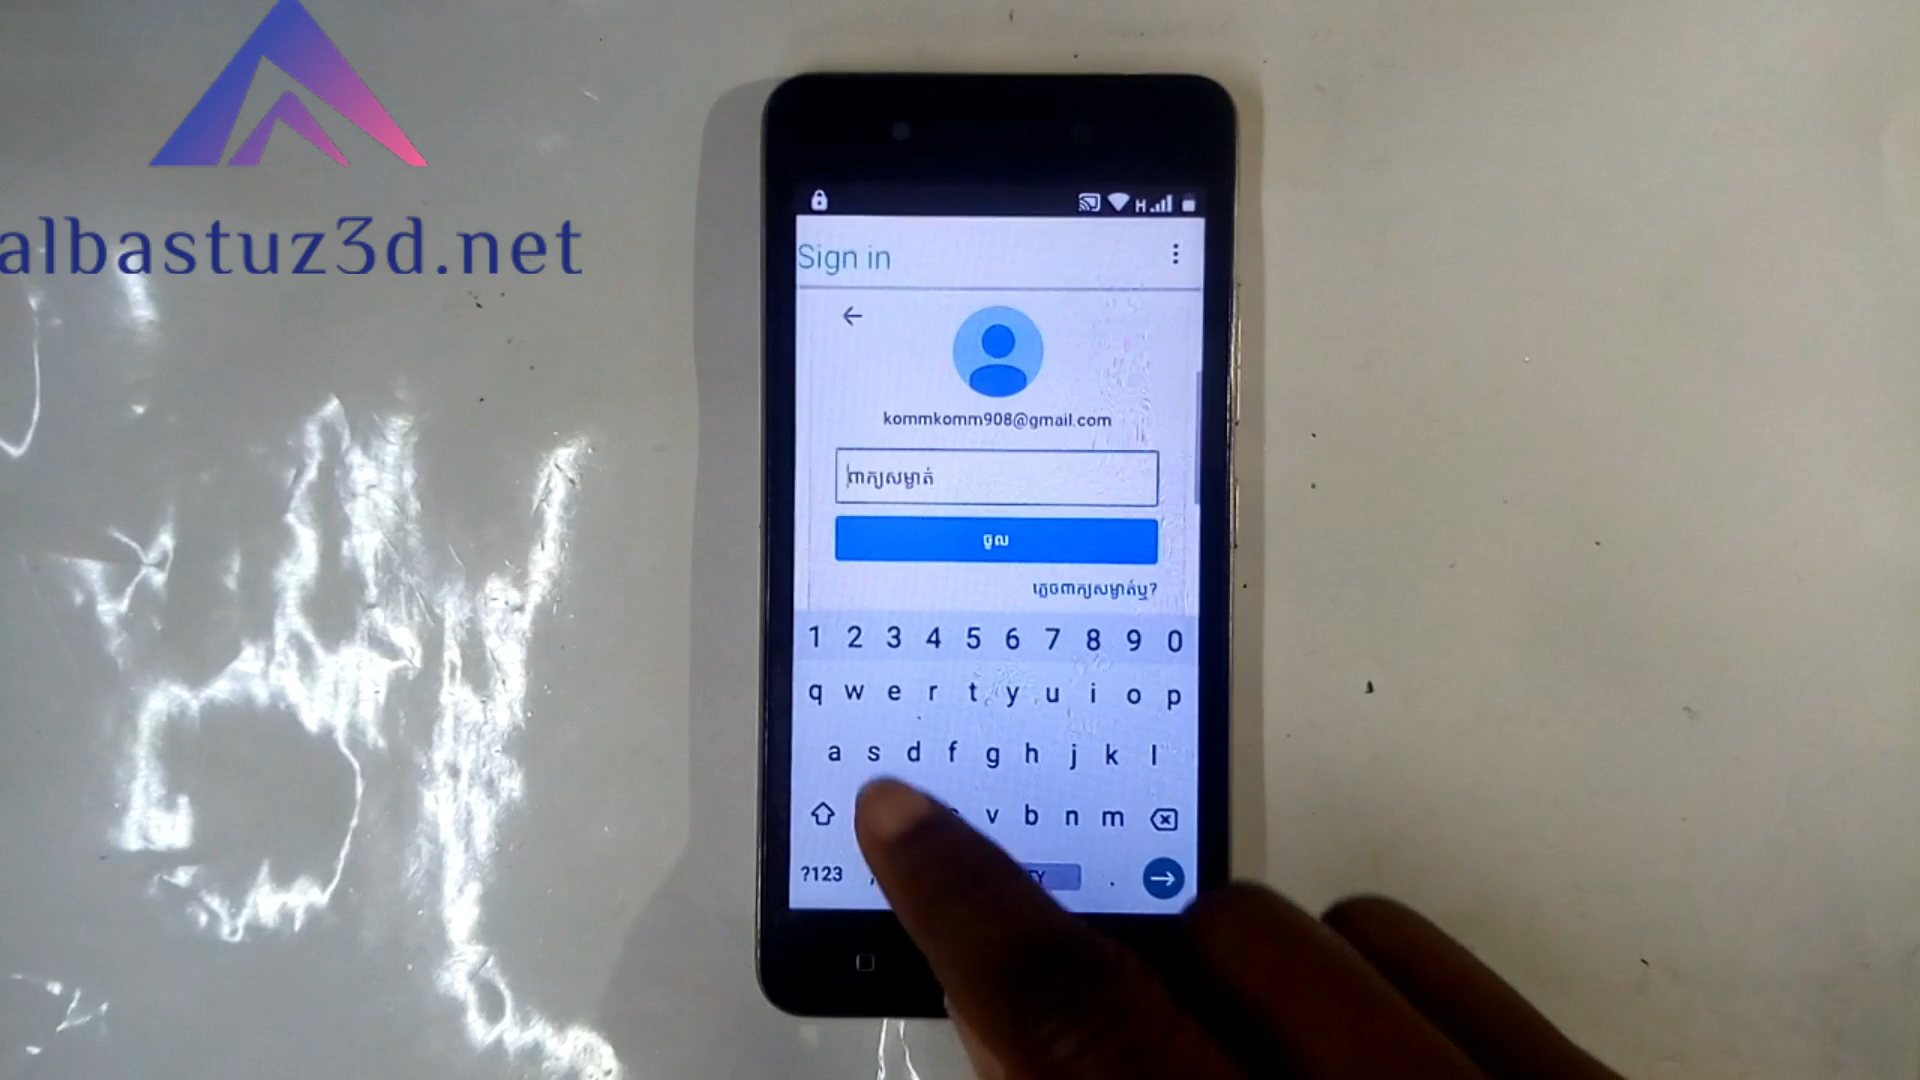 albastuz3d.net
H
Sign in
kommkomm908@gmail.com
ពាក្យសម្ងាត់
ចូល
ភ្លេចពាក្យសម្ងាត់ឬ?
1 2 3 4 5 6 7 8 9 0
q w e r t y u i o p
a s d f g h j k l
v b n m
?123 , .